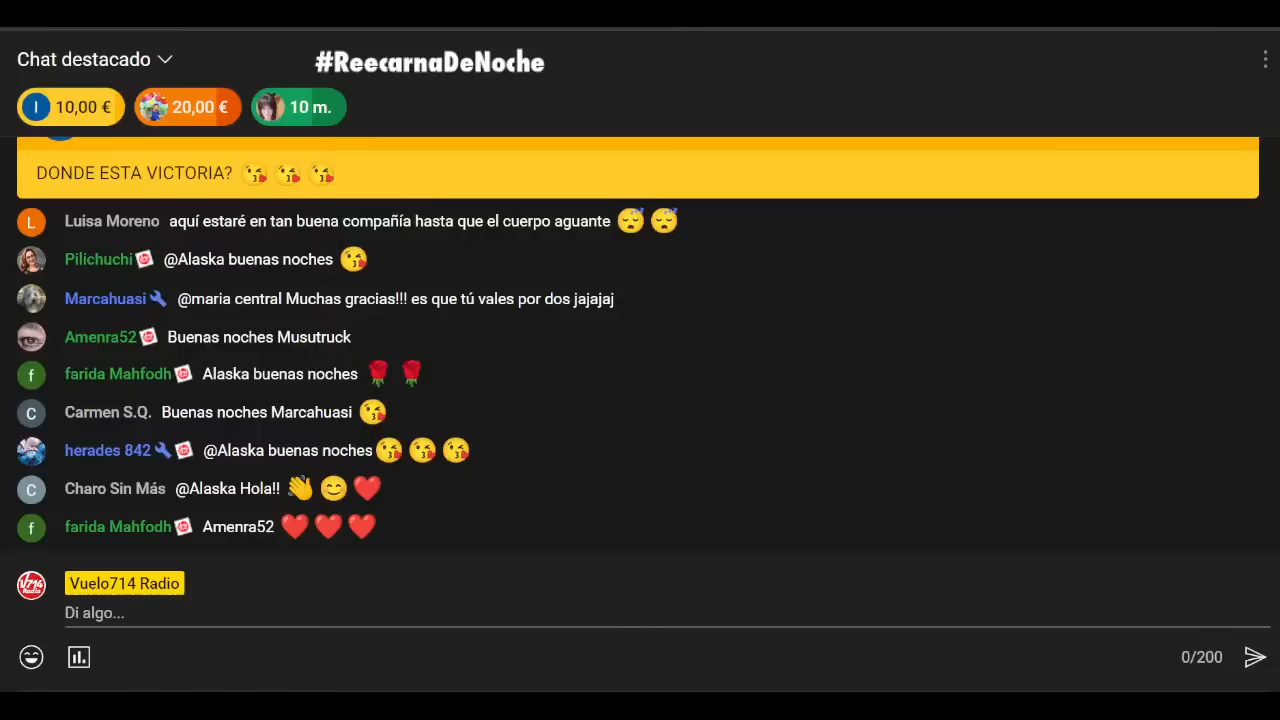 Chat destacado
#ReecarnaDeNoche
I 10,00 €
20,00 €
10 m.
DONDE ESTA VICTORIA? 😘 😘 😘
L Luisa Moreno aquí estaré en tan buena compañía hasta que el cuerpo aguante 😴 😴
Pilichuchi @Alaska buenas noches 😘
Marcahuasi @maria central Muchas gracias!!! es que tú vales por dos jajajaj
Amenra52 Buenas noches Musutruck
f farida Mahfodh Alaska buenas noches 🌹 🌹
C Carmen S.Q. Buenas noches Marcahuasi 😘
herades 842 @Alaska buenas noches 😘 😘 😘
C Charo Sin Más @Alaska Hola!! 👋 😊 ❤️
f farida Mahfodh Amenra52 ❤️ ❤️ ❤️
V714 Radio Vuelo714 Radio
Di algo...
0/200